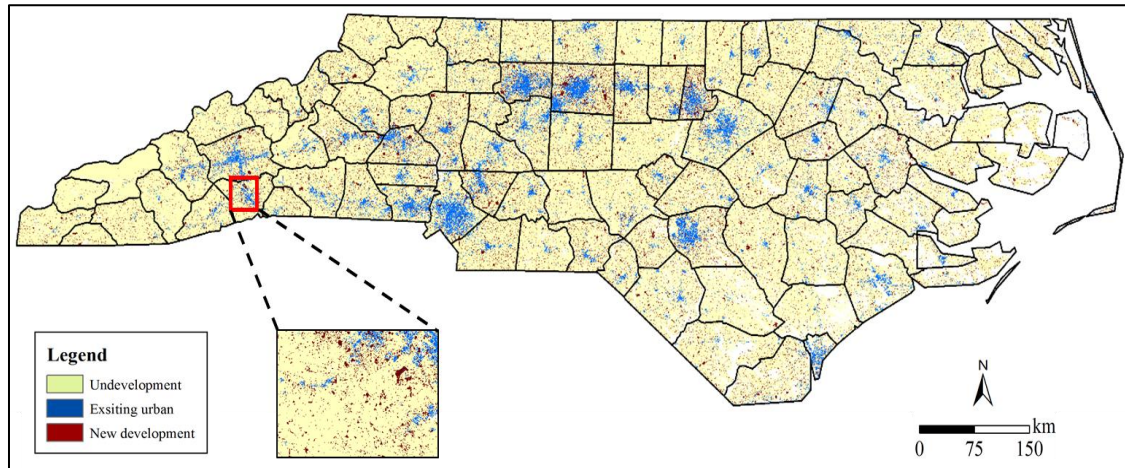 Legend
Undevelopment
Exsiting urban
New development
N
km
0 75 150